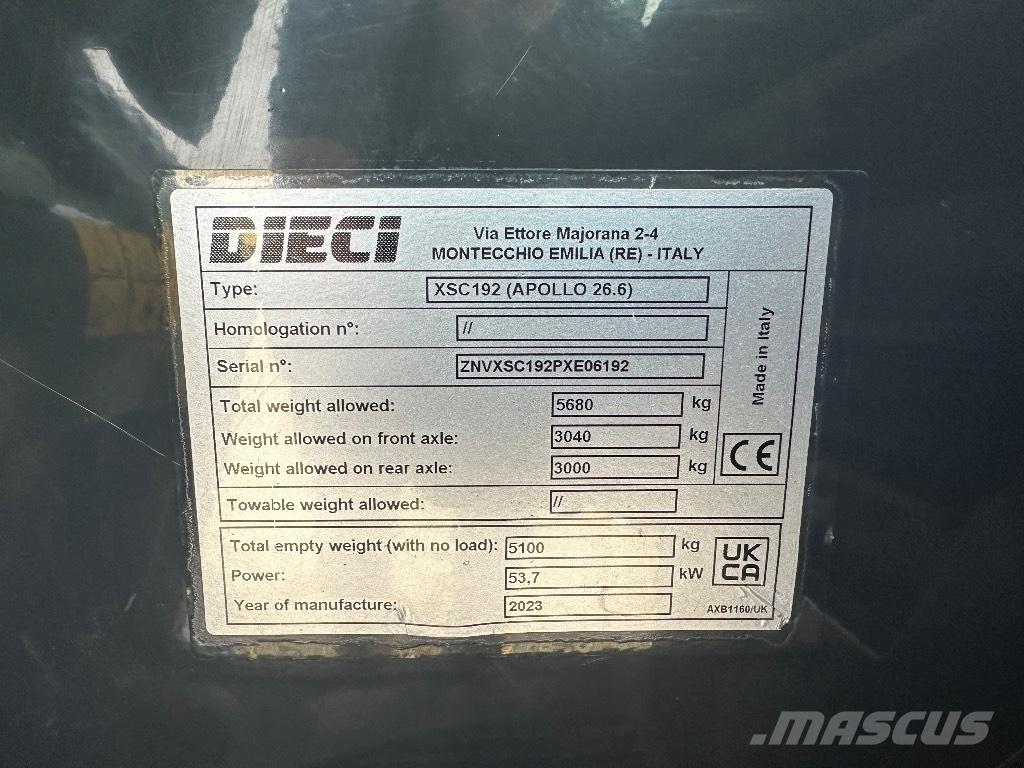 DIECI
Via Ettore Majorana 2-4
MONTECCHIO EMILIA (RE) - ITALY
Type: XSC192 (APOLLO 26.6)
Homologation n°: //
Serial n°: ZNVXSC192PXE06192
Total weight allowed: 5680 kg
Weight allowed on front axle: 3040 kg
Weight allowed on rear axle: 3000 kg
Towable weight allowed: //
Made in Italy
CE
Total empty weight (with no load): 5100 kg
Power: 53,7 kW
Year of manufacture: 2023
UK
CA
AXB1160/UK
MASCUS